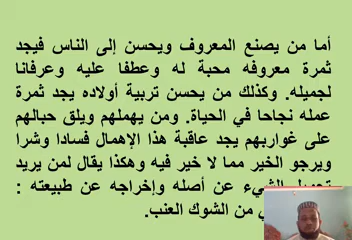 أما من يصنع المعروف ويحسن إلى الناس فيجد
ثمرة معروفه محبة له وعطفا عليه وعرفانا
لجميله. وكذلك من يحسن تربية أولاده يجد ثمرة
عمله نجاحا في الحياة. ومن يهملهم ويلق حبالهم
على غواربهم يجد عاقبة هذا الإهمال فسادا وشرا
ويرجو الخير مما لا خير فيه وهكذا يقال لمن يريد
الشيء عن أصله وإخراجه عن طبيعته :
من الشوك العنب.